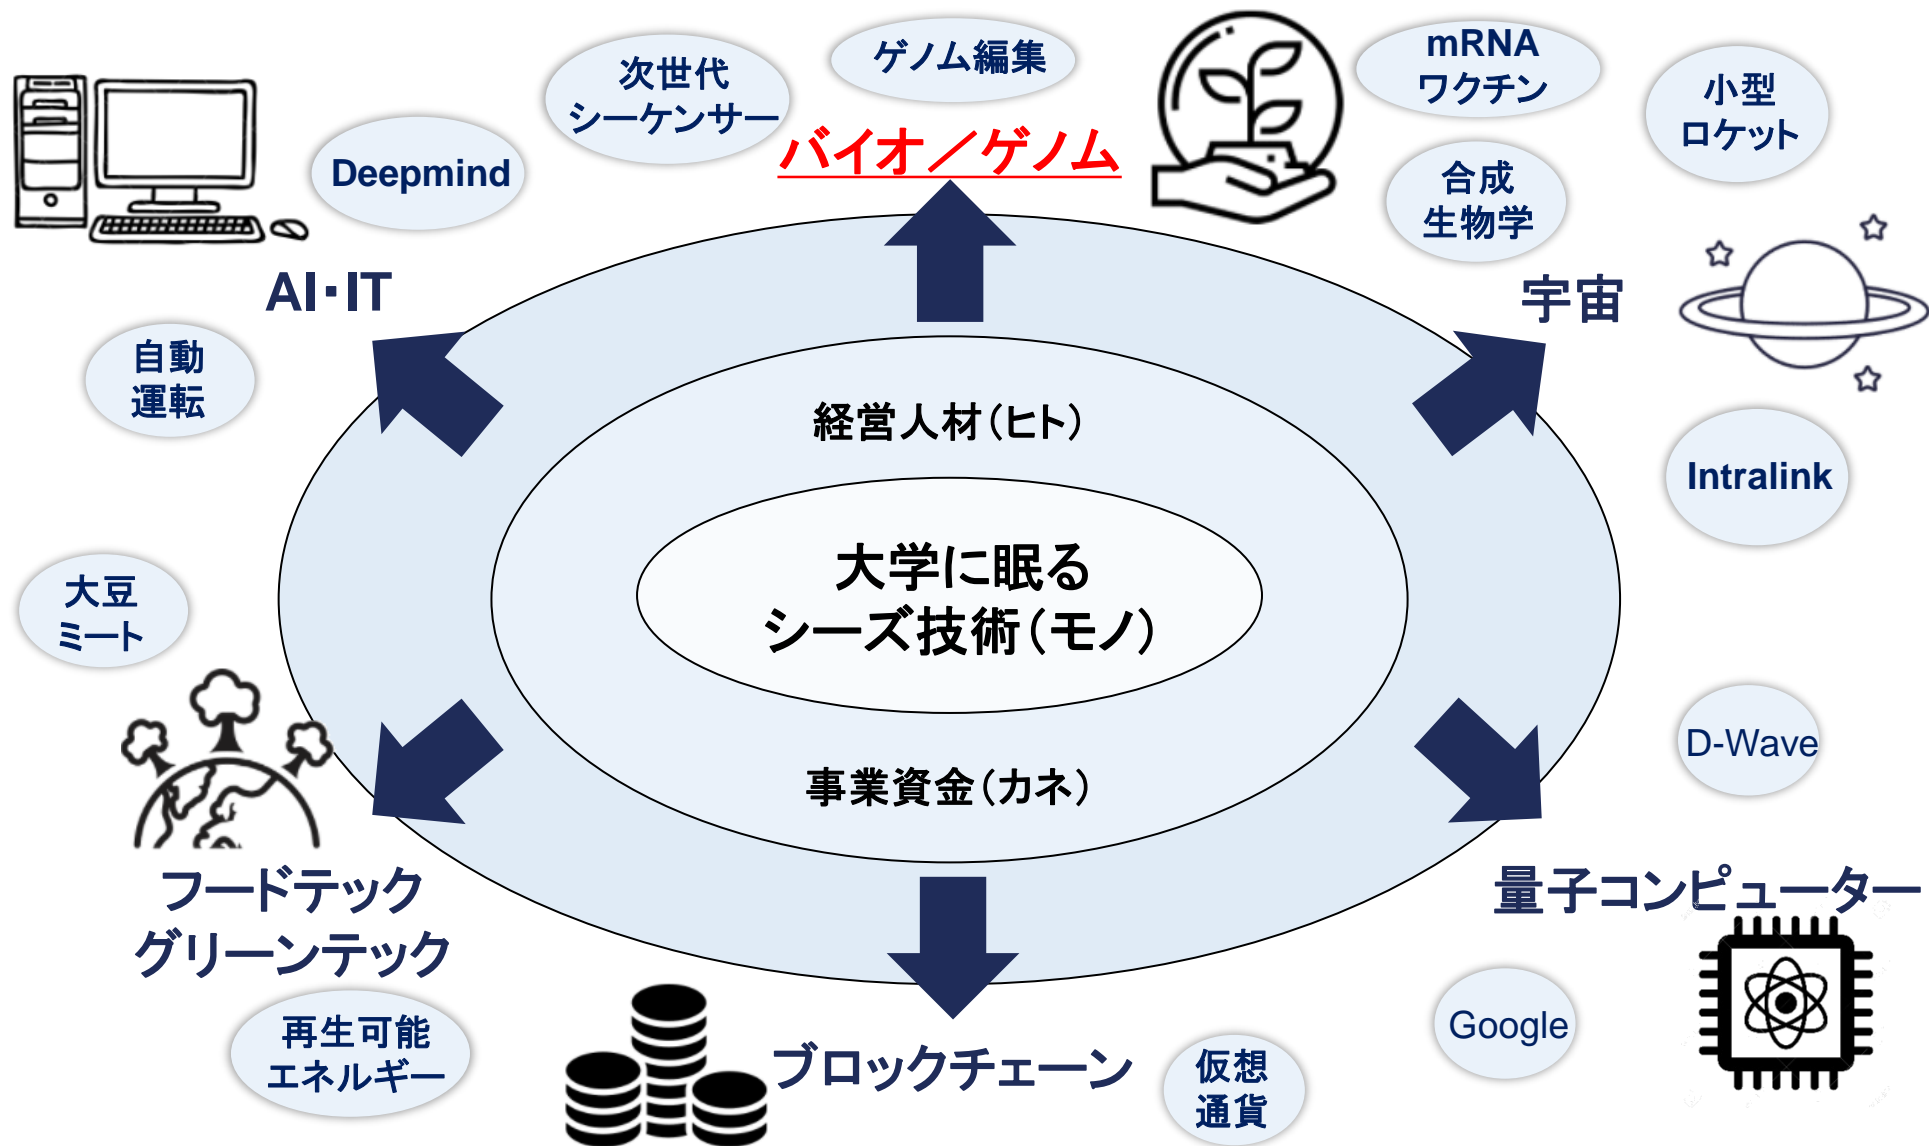 ゲノム編集
mRNA
ワクチン
次世代
シーケンサー
小型
ロケット
Deepmind
バイオ／ゲノム
合成
生物学
AI・IT
宇宙
自動
運転
経営人材（ヒト）
Intralink
大学に眠る
シーズ技術（モノ）
大豆
ミート
D-Wave
事業資金（カネ）
フードテック
グリーンテック
量子コンピューター
再生可能
エネルギー
ブロックチェーン
仮想
通貨
Google